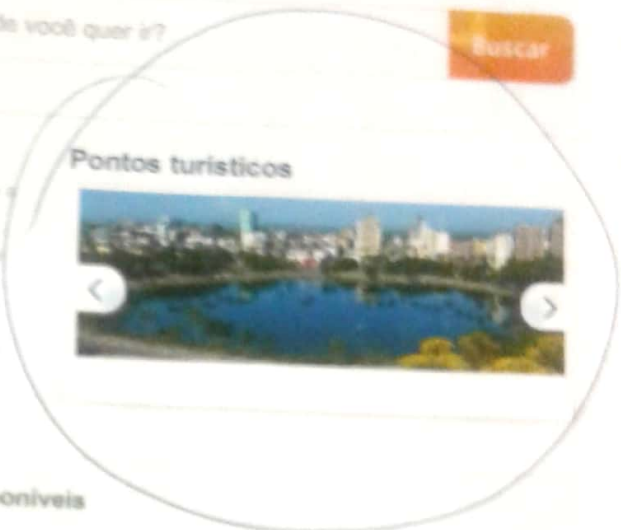 de você quer ir?
Buscar
Pontos turísticos
oníveis